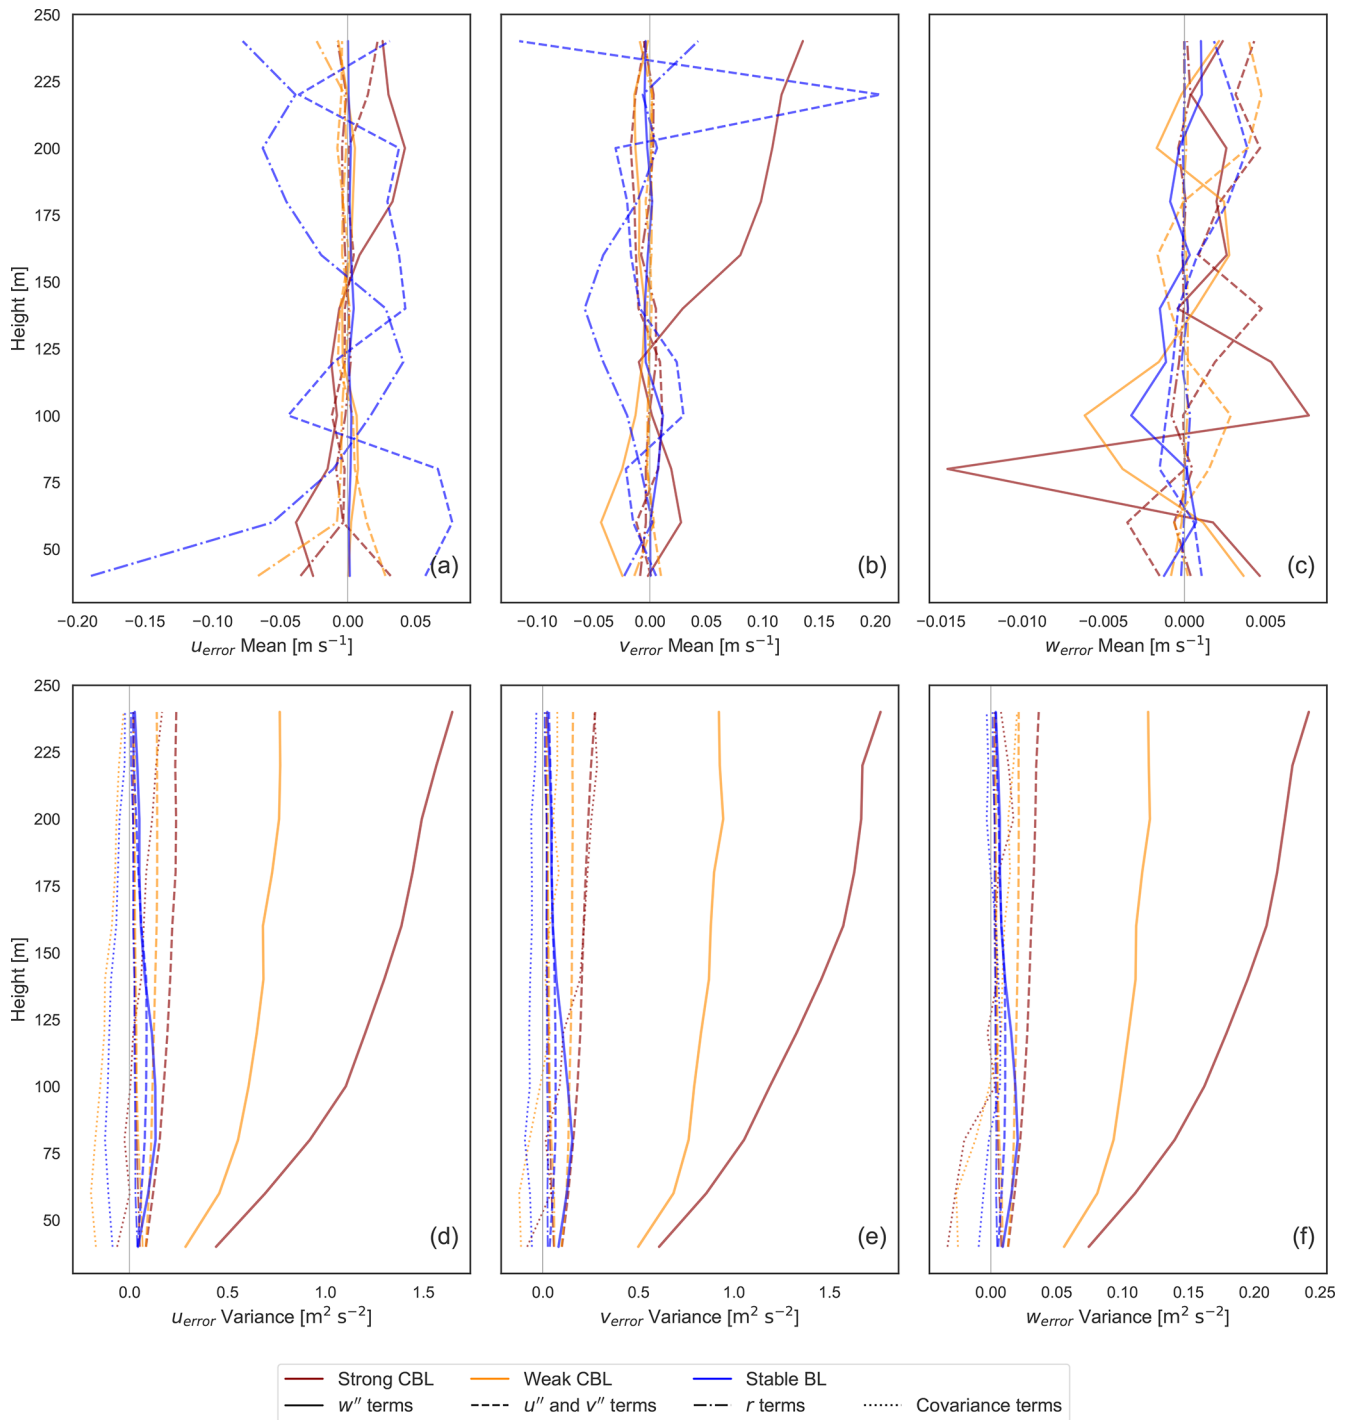 250
225
200
175
150
125
100
75
50
Height [m]
(a)
(b)
(c)
−0.20 −0.15 −0.10 −0.05 0.00 0.05
−0.10 −0.05 0.00 0.05 0.10 0.15 0.20
−0.015 −0.010 −0.005 0.000 0.005
u_error Mean [m s⁻¹]
v_error Mean [m s⁻¹]
w_error Mean [m s⁻¹]
250
225
200
175
150
125
100
75
50
Height [m]
(d)
(e)
(f)
0.0 0.5 1.0 1.5
0.0 0.5 1.0 1.5
0.00 0.05 0.10 0.15 0.20 0.25
u_error Variance [m² s⁻²]
v_error Variance [m² s⁻²]
w_error Variance [m² s⁻²]
Strong CBL Weak CBL Stable BL
w″ terms u″ and v″ terms r terms Covariance terms